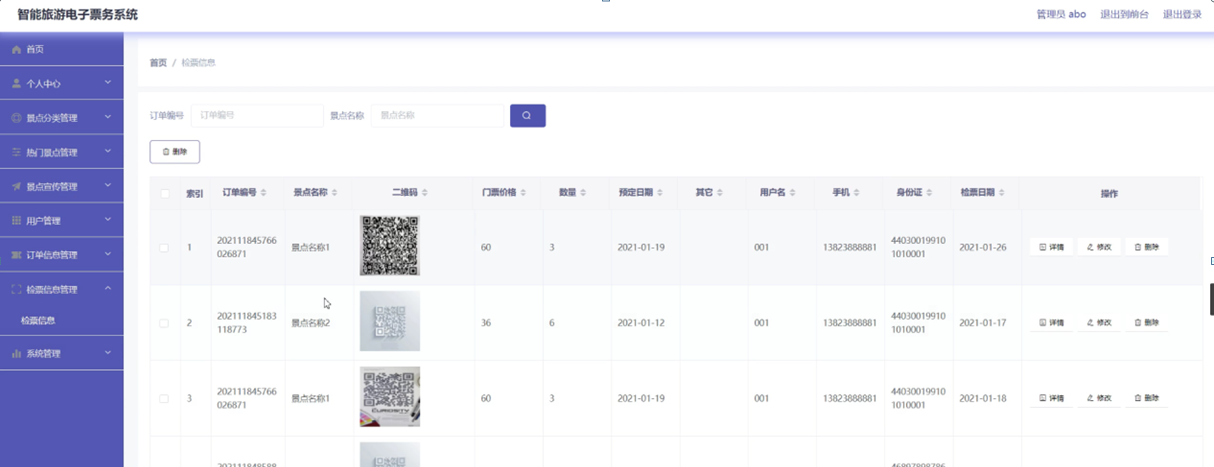 智能旅游电子票务系统
管理员 abo 退出到前台 退出登录
首页
个人中心
景点分类管理
热门景点管理
景点宣传管理
用户管理
订单信息管理
检票信息管理
检票信息
系统管理
首页 / 检票信息
订单编号 订单编号 景点名称 景点名称
删除
索引 订单编号 景点名称 二维码 门票价格 数量 预定日期 其它 用户名 手机 身份证 检票日期 操作
1 202111845766026871 景点名称1 60 3 2021-01-19 001 13823888881 440300199101010001 2021-01-26 详情 修改 删除
2 202111845183118773 景点名称2 36 6 2021-01-12 001 13823888881 440300199101010001 2021-01-17 详情 修改 删除
3 202111845766026871 景点名称1 CURIOSITY 60 3 2021-01-19 001 13823888881 440300199101010001 2021-01-18 详情 修改 删除